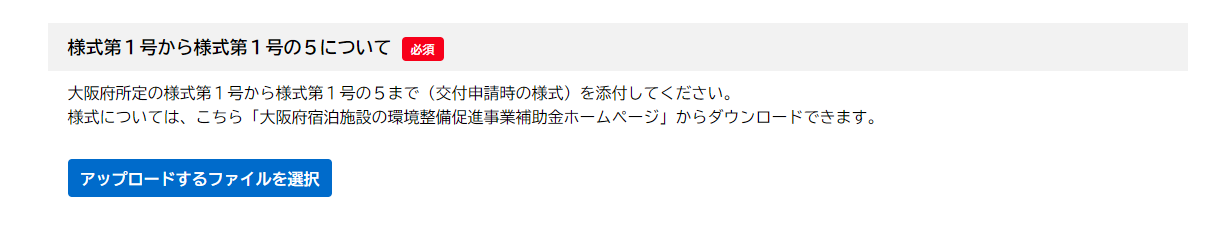 様式第１号から様式第１号の５について 必須
大阪府所定の様式第１号から様式第１号の５まで（交付申請時の様式）を添付してください。
様式については、こちら「大阪府宿泊施設の環境整備促進事業補助金ホームページ」からダウンロードできます。
アップロードするファイルを選択